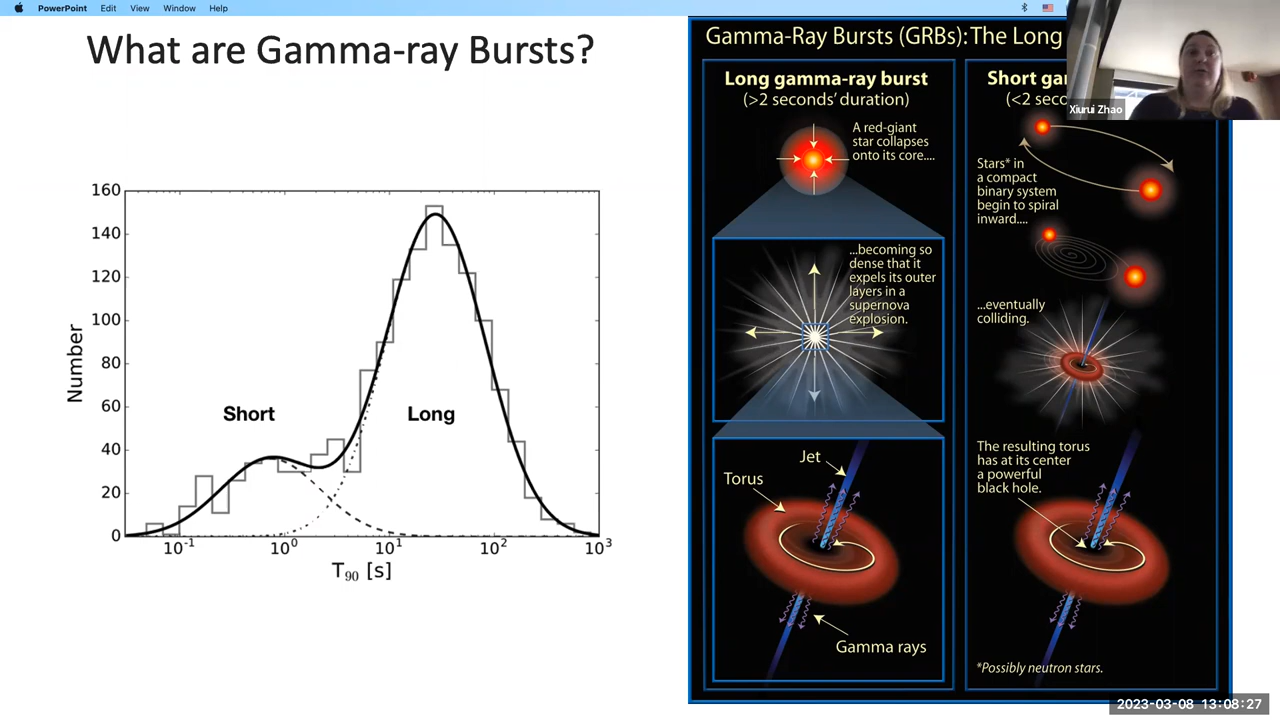 PowerPoint Edit View Window Help
What are Gamma-ray Bursts?
160
140
120
100
80
60
40
20
0
Number
Short
Long
10-1
10⁰
10¹
10²
10³
T90 [s]
Gamma-Ray Bursts (GRBs): The Long
Long gamma-ray burst
(>2 seconds' duration)
A red-giant
star collapses
onto its core....
...becoming so
dense that it
expels its outer
layers in a
supernova
explosion.
Jet
Torus
Gamma rays
Short ga
(<2 seco
Stars* in
a compact
binary system
begin to spiral
inward....
...eventually
colliding.
The resulting torus
has at its center
a powerful
black hole.
*Possibly neutron stars.
Xiurui Zhao
2023-03-08 13:08:27